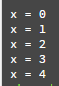 x = 0
x = 1
x = 2
x = 3
x = 4